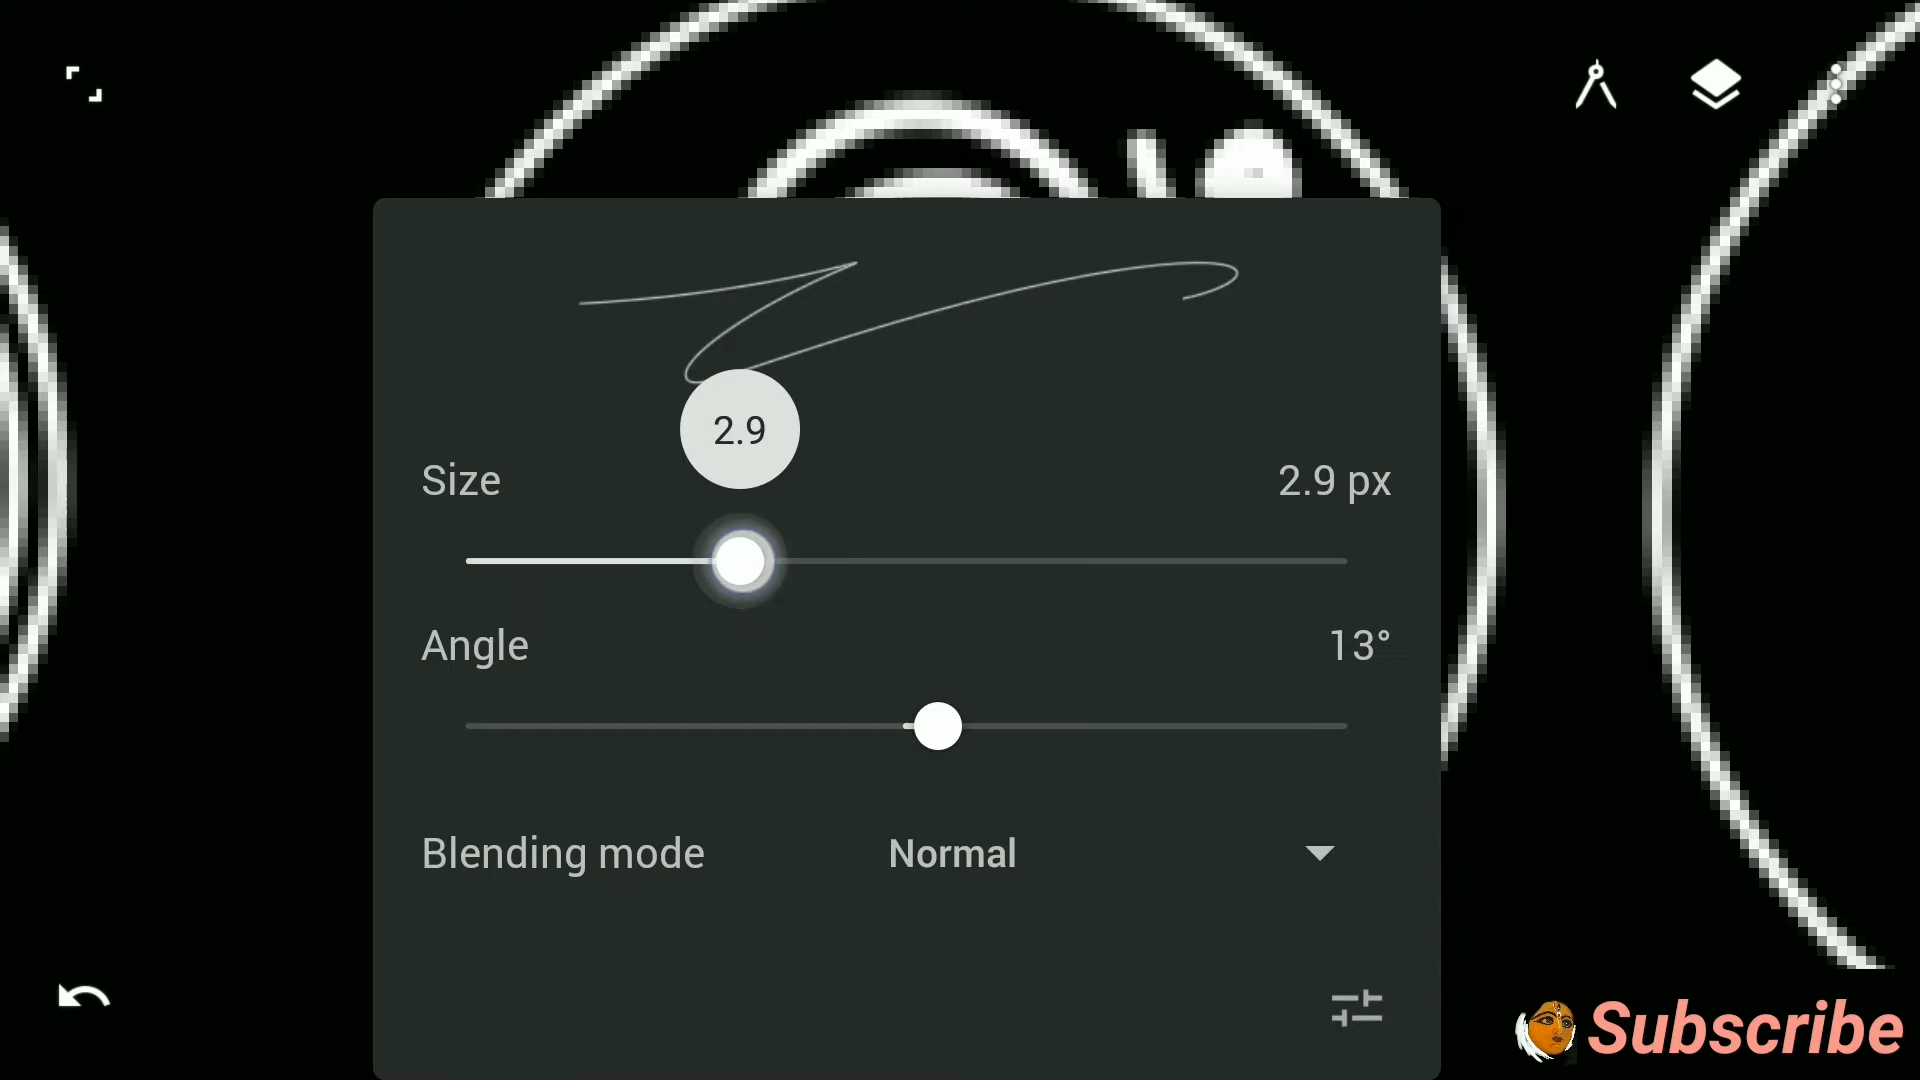 2.9
Size 2.9 px
Angle 13°
Blending mode Normal
Subscribe